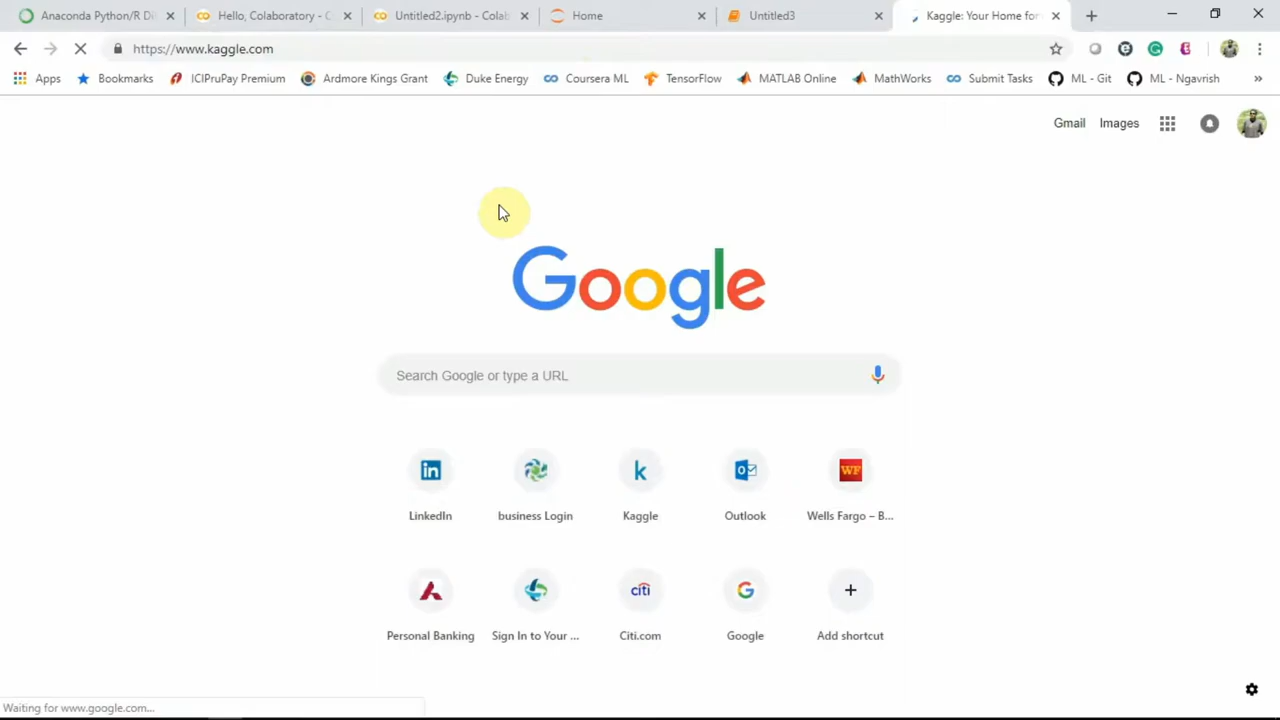 Anaconda Python/R Di
Hello, Colaboratory - C
Untitled2.ipynb - Colab
Home
Untitled3
Kaggle: Your Home for
https://www.kaggle.com
Apps
Bookmarks
ICIPruPay Premium
Ardmore Kings Grant
Duke Energy
Coursera ML
TensorFlow
MATLAB Online
MathWorks
Submit Tasks
ML - Git
ML - Ngavrish
»
Gmail
Images
Google
Search Google or type a URL
in
k
O
WF
LinkedIn
business Login
Kaggle
Outlook
Wells Fargo – B...
citi
G
Personal Banking
Sign In to Your ...
Citi.com
Google
Add shortcut
Waiting for www.google.com...